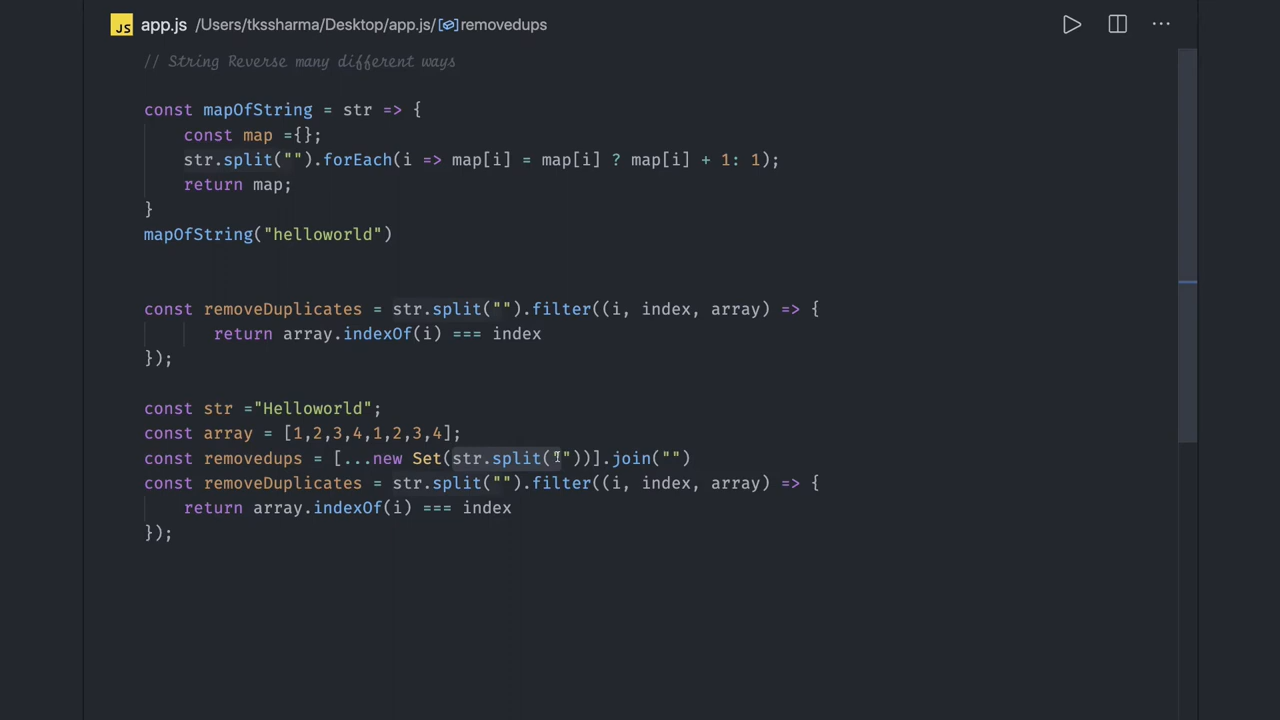 JS app.js /Users/tkssharma/Desktop/app.js/removedups
// String Reverse many different ways
const mapOfString = str => {
const map ={};
str.split("").forEach(i => map[i] = map[i] ? map[i] + 1: 1);
return map;
}
mapOfString("helloworld")
const removeDuplicates = str.split("").filter((i, index, array) => {
return array.indexOf(i) === index
});
const str ="Helloworld";
const array = [1,2,3,4,1,2,3,4];
const removedups = [...new Set(str.split(""))].join("")
const removeDuplicates = str.split("").filter((i, index, array) => {
return array.indexOf(i) === index
});